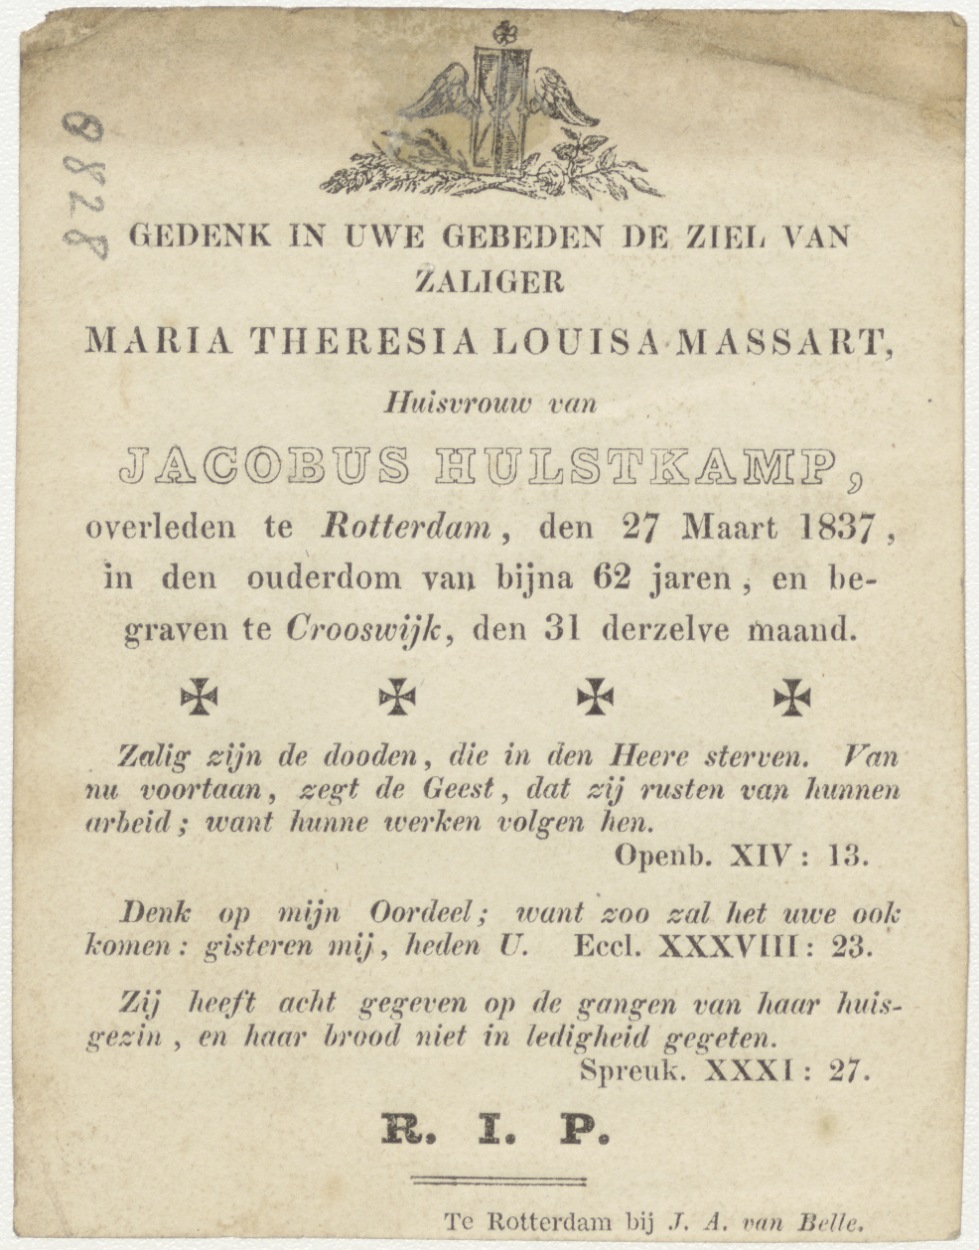 8828
GEDENK IN UWE GEBEDEN DE ZIEL VAN
ZALIGER
MARIA THERESIA LOUISA MASSART,
Huisvrouw van
JACOBUS HULSTKAMP,
overleden te Rotterdam, den 27 Maart 1837,
in den ouderdom van bijna 62 jaren, en be-
graven te Crooswijk, den 31 derzelve maand.
Zalig zijn de dooden, die in den Heere sterven. Van
nu voortaan, zegt de Geest, dat zij rusten van hunnen
arbeid; want hunne werken volgen hen.
Openb. XIV: 13.
Denk op mijn Oordeel; want zoo zal het uwe ook
komen: gisteren mij, heden U. Eccl. XXXVIII: 23.
Zij heeft acht gegeven op de gangen van haar huis-
gezin, en haar brood niet in ledigheid gegeten.
Spreuk. XXXI: 27.
R. I. P.
Te Rotterdam bij J. A. van Belle.